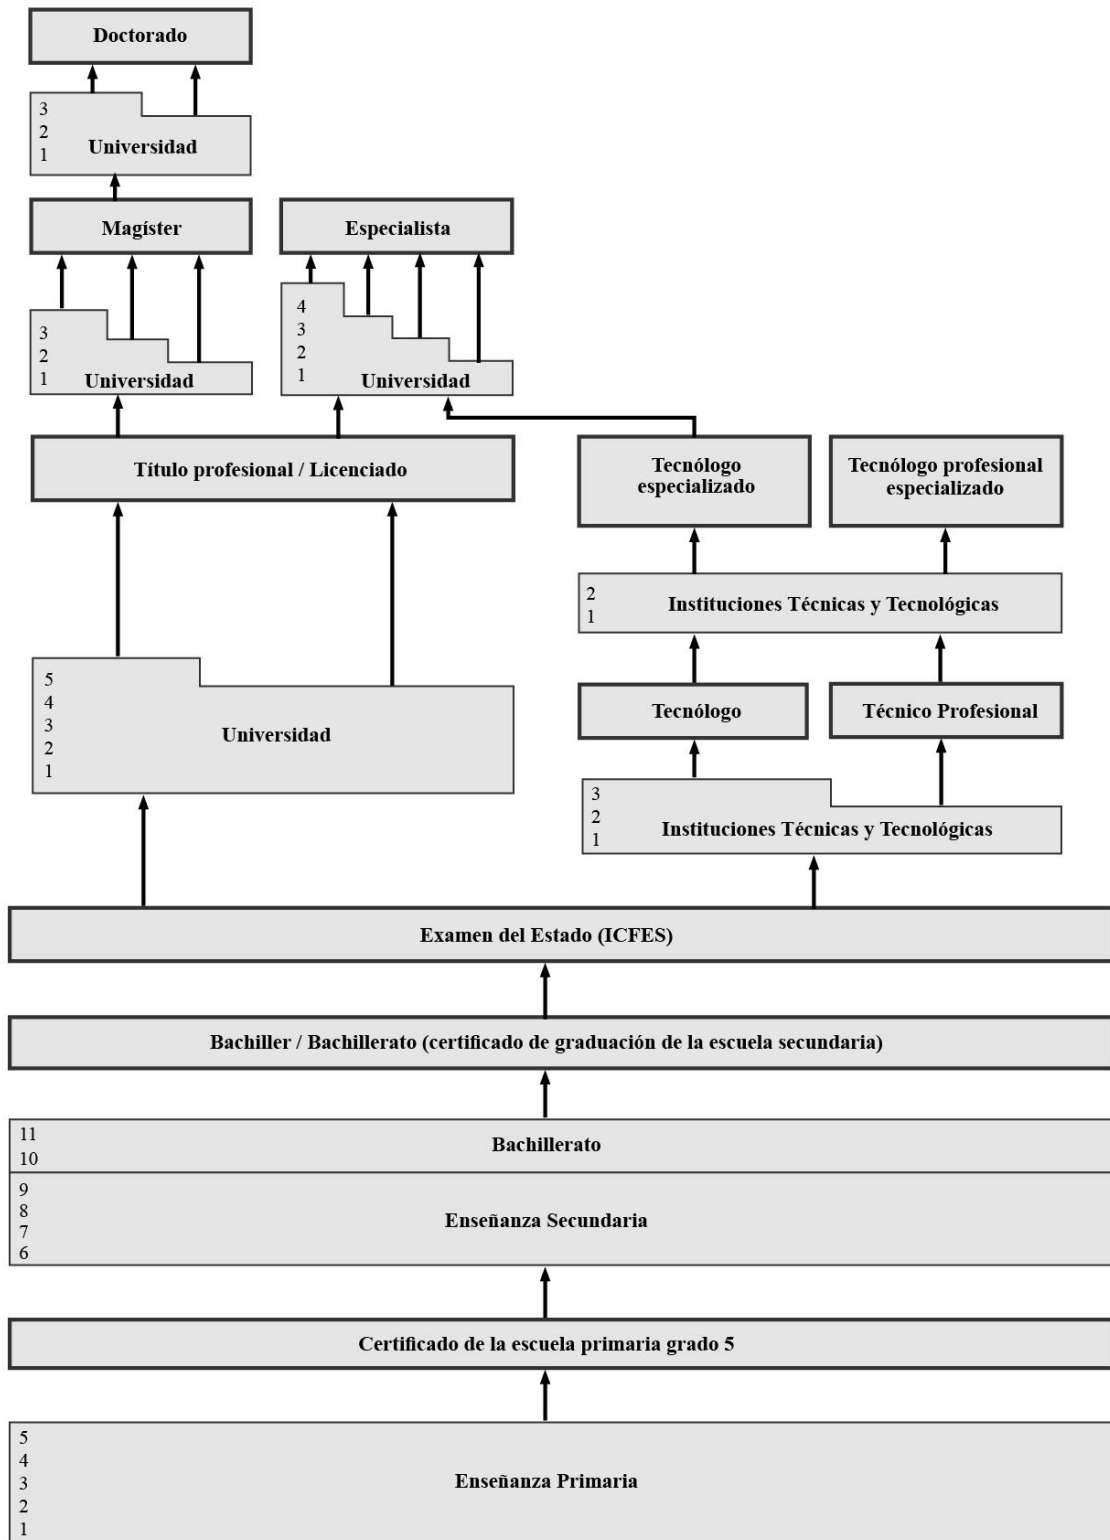 Doctorado
3
2
1
Universidad
Magíster
Especialista
3
2
1
Universidad
4
3
2
1
Universidad
Título profesional / Licenciado
Tecnólogo
especializado
Tecnólogo profesional
especializado
2
1
Instituciones Técnicas y Tecnológicas
5
4
3
2
1
Universidad
Tecnólogo
Técnico Profesional
3
2
1
Instituciones Técnicas y Tecnológicas
Examen del Estado (ICFES)
Bachiller / Bachillerato (certificado de graduación de la escuela secundaria)
11
10
Bachillerato
9
8
7
6
Enseñanza Secundaria
Certificado de la escuela primaria grado 5
5
4
3
2
1
Enseñanza Primaria